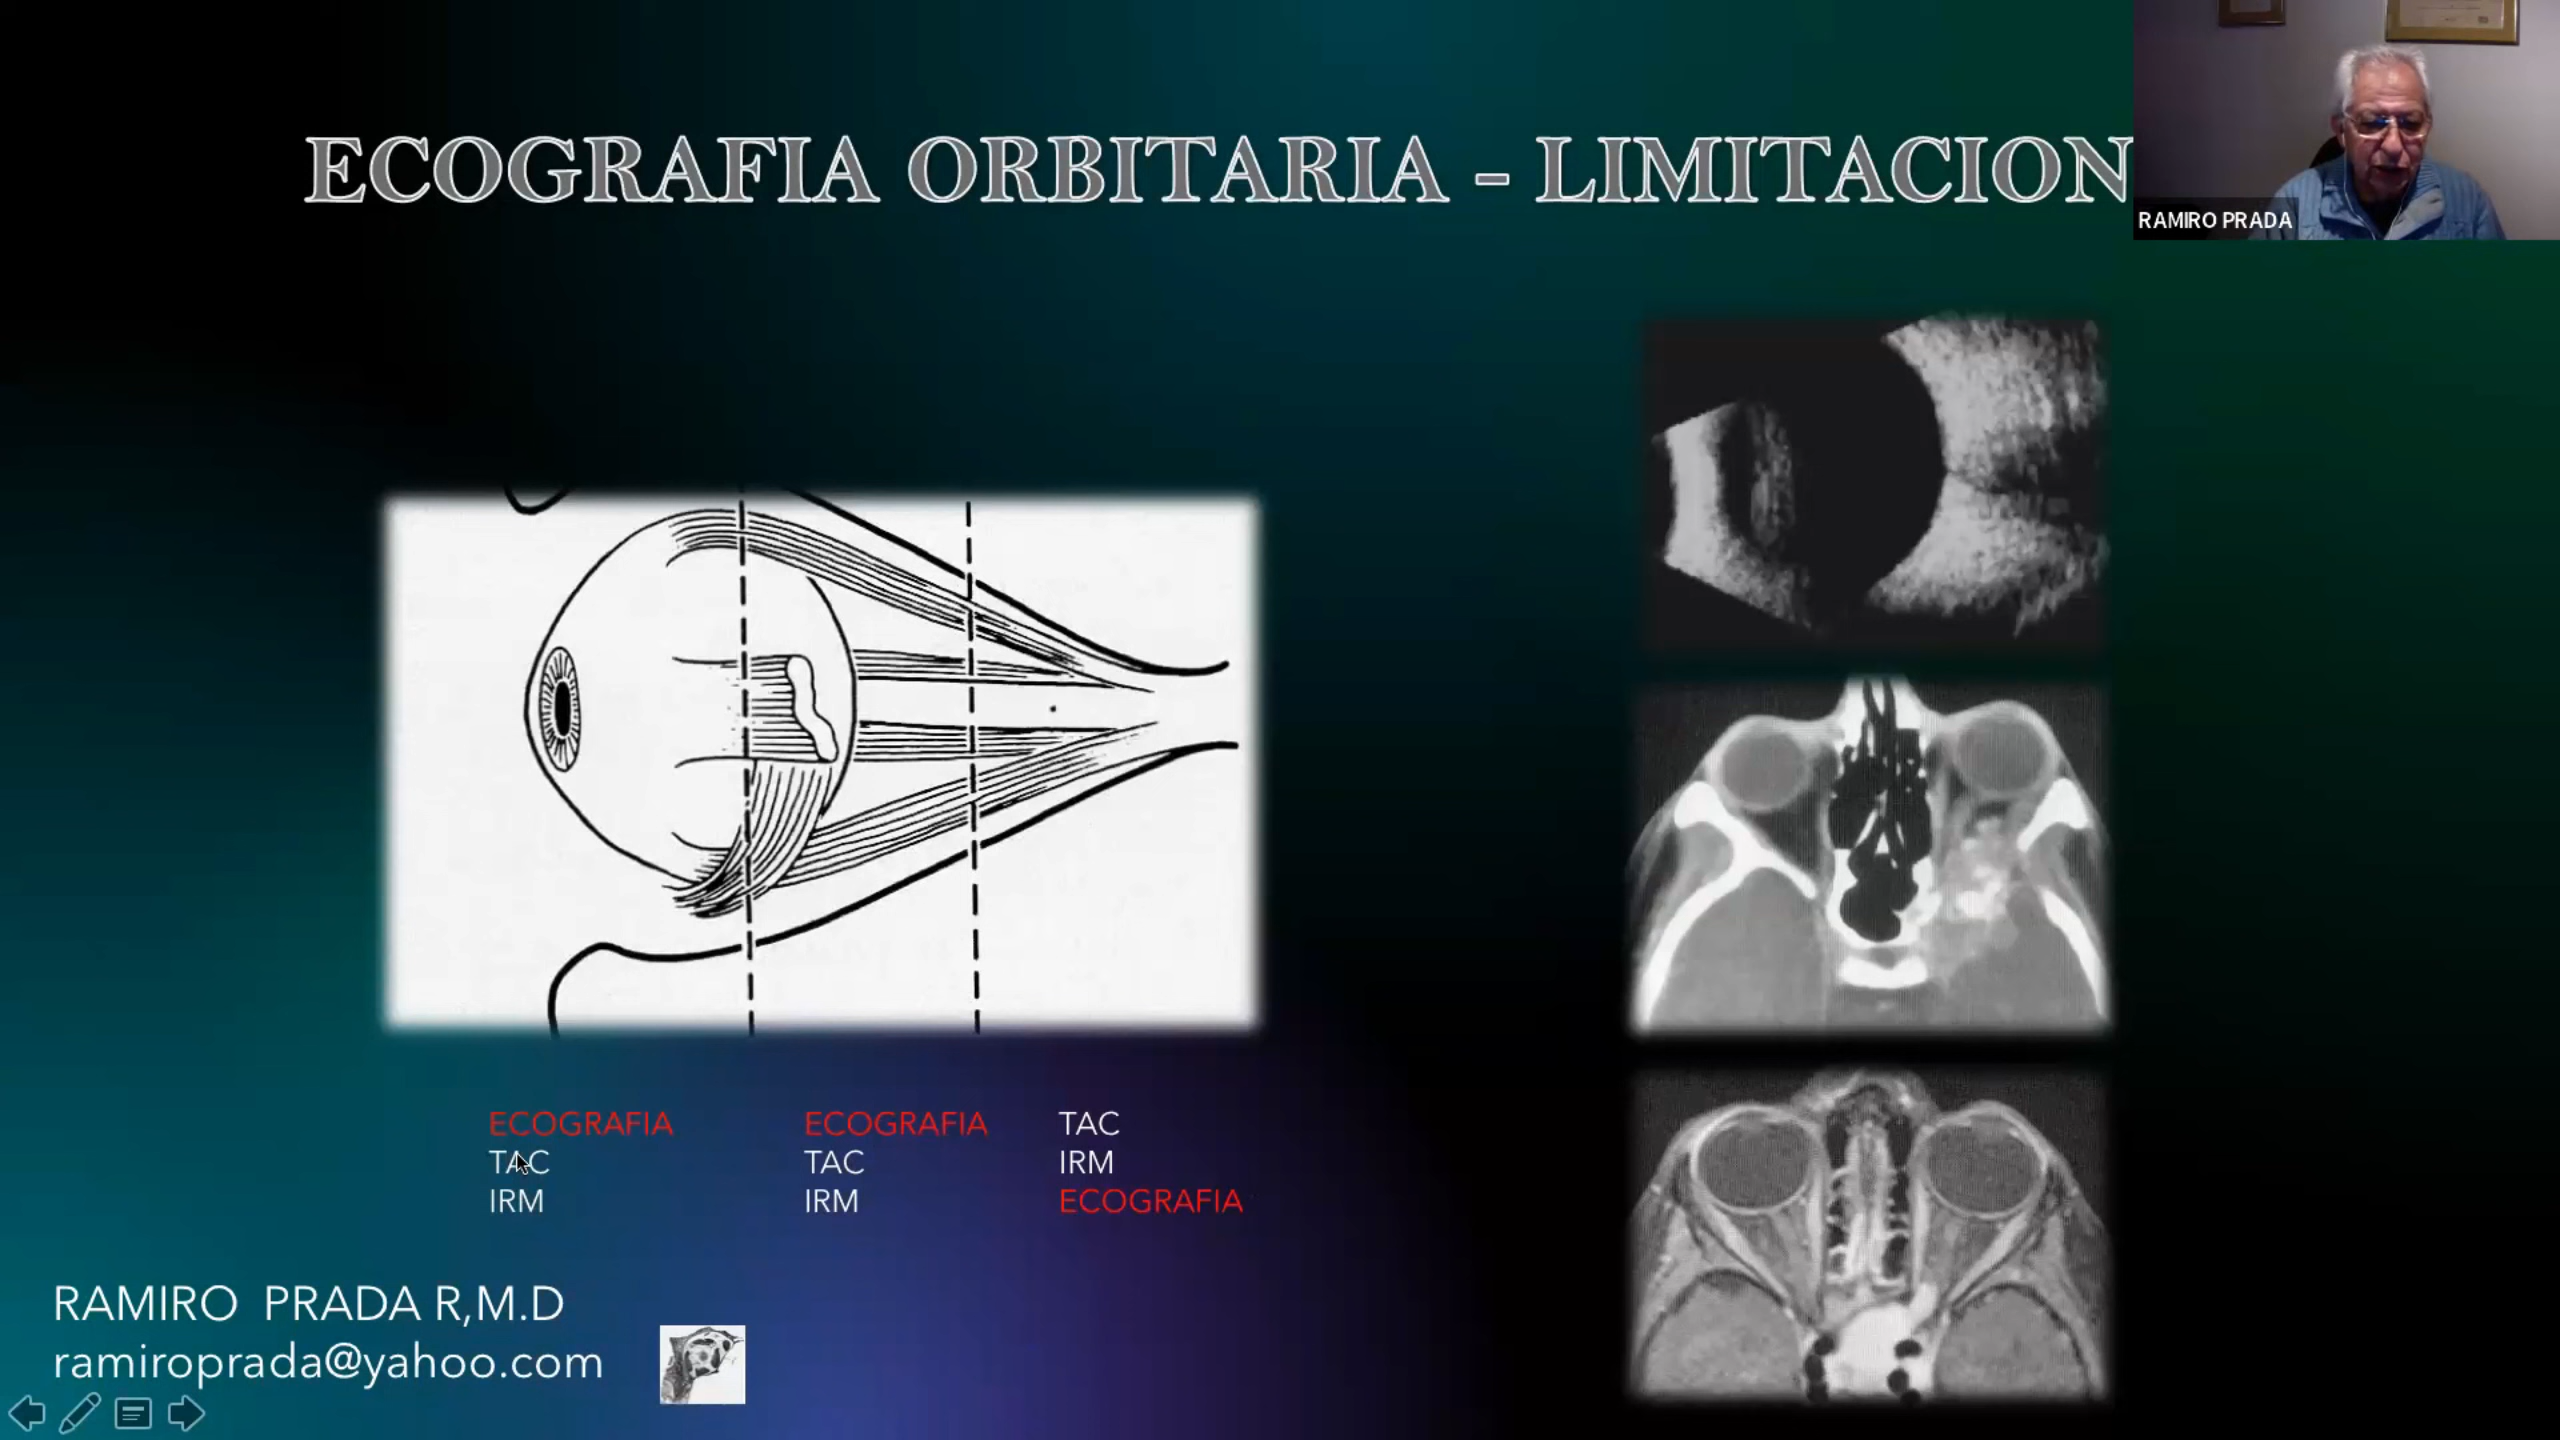 ECOGRAFIA ORBITARIA - LIMITACION
RAMIRO PRADA
ECOGRAFIA
TAC
IRM
ECOGRAFIA
TAC
IRM
TAC
IRM
ECOGRAFIA
RAMIRO PRADA R,M.D
ramiroprada@yahoo.com